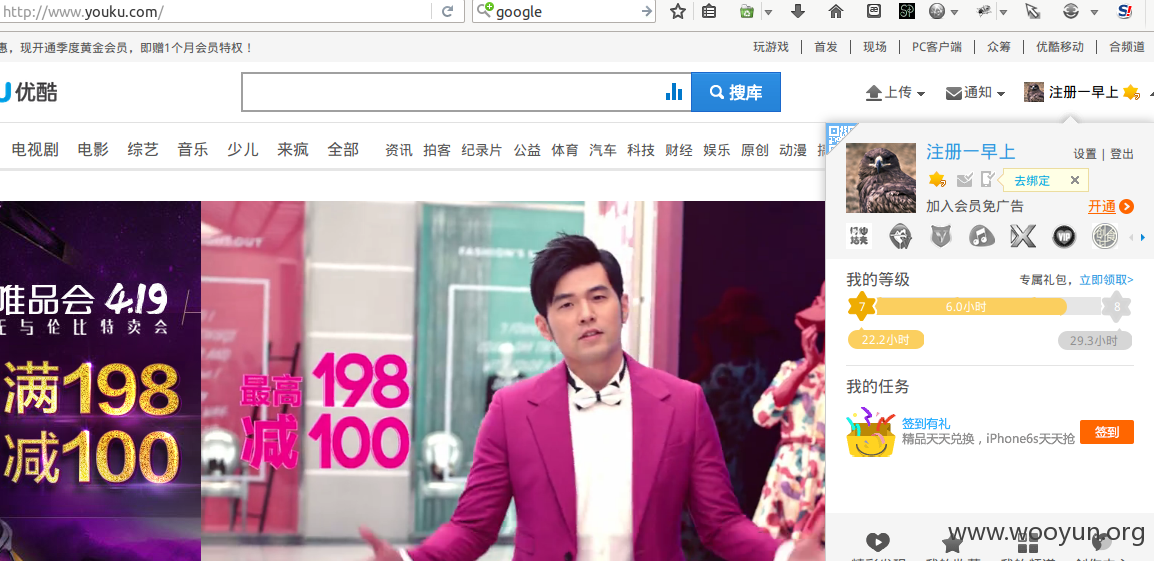 http://www.youku.com/
google
惠，现开通季度黄金会员，即赠1个月会员特权！
玩游戏 首发 现场 PC客户端 众筹 优酷移动 合频道
U 优酷
搜库
上传 通知 注册一早上
电视剧 电影 综艺 音乐 少儿 来疯 全部 资讯 拍客 纪录片 公益 体育 汽车 科技 财经 娱乐 原创 动漫
注册一早上
设置 | 登出
去绑定
加入会员免广告
开通
VIP
我的等级
专属礼包，立即领取>
7
6.0小时
8
22.2小时
29.3小时
我的任务
签到有礼
精品天天兑换，iPhone6s天天抢
签到
唯品会 4.19
在与伦比特卖会
满198
减100
最高198
减100
www.wooyun.org